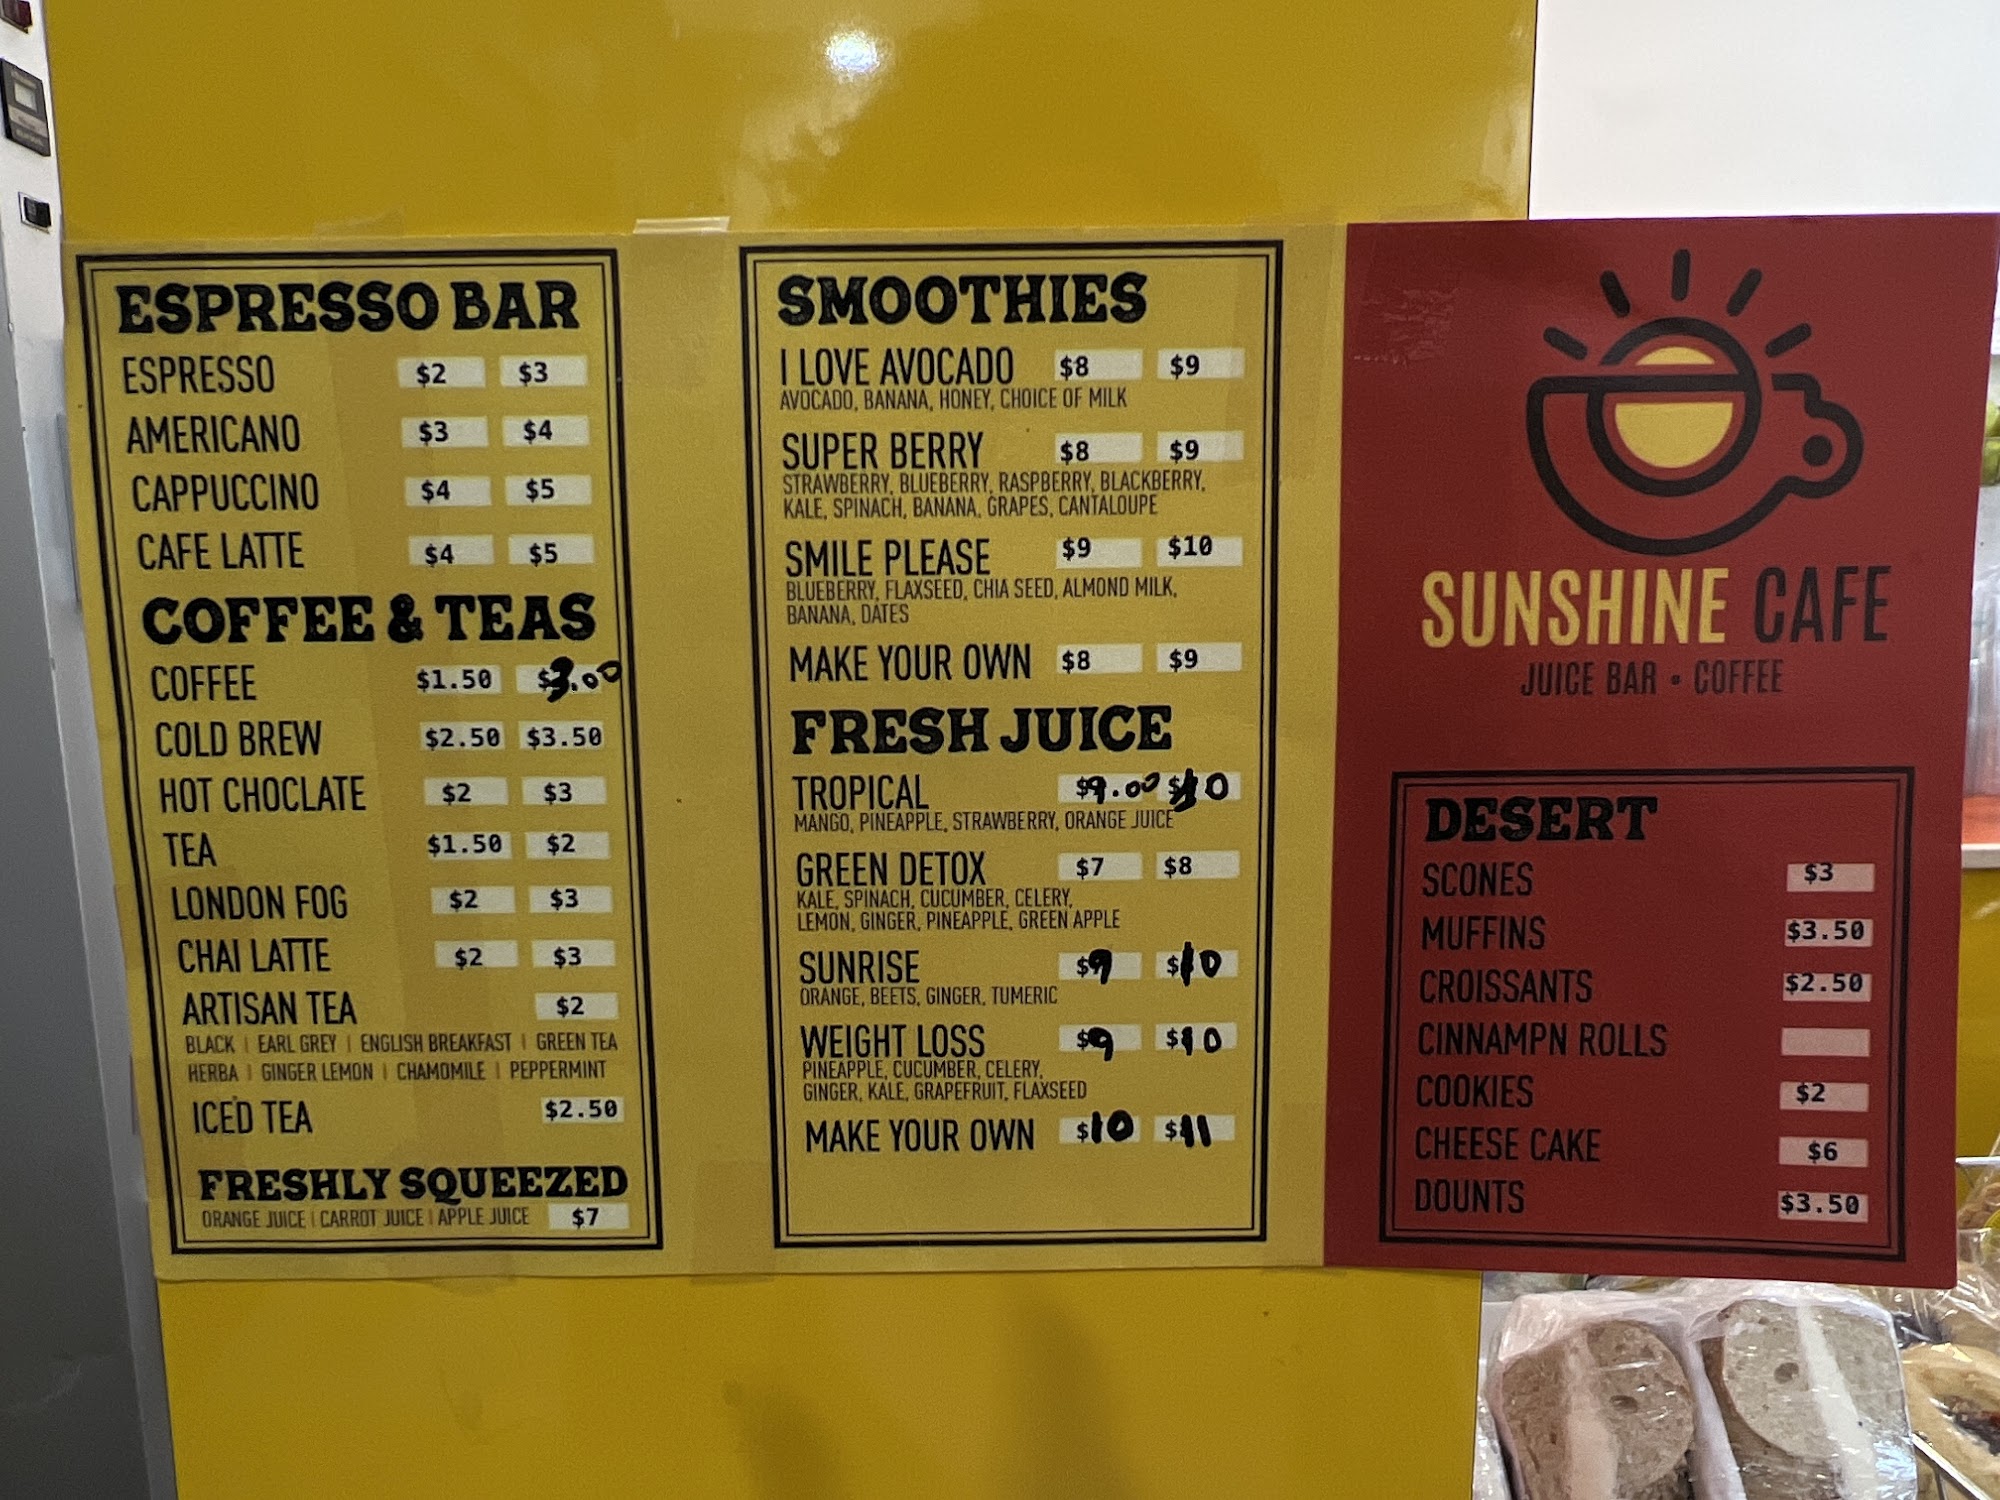 ESPRESSO BAR
ESPRESSO $2 $3
AMERICANO $3 $4
CAPPUCCINO $4 $5
CAFE LATTE $4 $5
COFFEE & TEAS
COFFEE $1.50 $3.00
COLD BREW $2.50 $3.50
HOT CHOCLATE $2 $3
TEA $1.50 $2
LONDON FOG $2 $3
CHAI LATTE $2 $3
ARTISAN TEA $2
BLACK | EARL GREY | ENGLISH BREAKFAST | GREEN TEA
HERBA | GINGER LEMON | CHAMOMILE | PEPPERMINT
ICED TEA $2.50
FRESHLY SQUEEZED
ORANGE JUICE | CARROT JUICE | APPLE JUICE $7
SMOOTHIES
I LOVE AVOCADO $8 $9
AVOCADO, BANANA, HONEY, CHOICE OF MILK
SUPER BERRY $8 $9
STRAWBERRY, BLUEBERRY, RASPBERRY, BLACKBERRY,
KALE, SPINACH, BANANA, GRAPES, CANTALOUPE
SMILE PLEASE $9 $10
BLUEBERRY, FLAXSEED, CHIA SEED, ALMOND MILK,
BANANA, DATES
MAKE YOUR OWN $8 $9
FRESH JUICE
TROPICAL $9.00 $10
MANGO, PINEAPPLE, STRAWBERRY, ORANGE JUICE
GREEN DETOX $7 $8
KALE, SPINACH, CUCUMBER, CELERY,
LEMON, GINGER, PINEAPPLE, GREEN APPLE
SUNRISE $9 $10
ORANGE, BEETS, GINGER, TUMERIC
WEIGHT LOSS $9 $10
PINEAPPLE, CUCUMBER, CELERY,
GINGER, KALE, GRAPEFRUIT, FLAXSEED
MAKE YOUR OWN $10 $11
SUNSHINE CAFE
JUICE BAR • COFFEE
DESERT
SCONES $3
MUFFINS $3.50
CROISSANTS $2.50
CINNAMPN ROLLS
COOKIES $2
CHEESE CAKE $6
DOUNTS $3.50